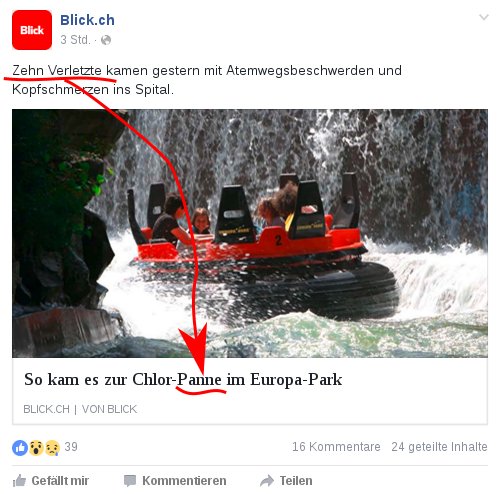 Blick
Blick.ch
3 Std. ·
Zehn Verletzte kamen gestern mit Atemwegsbeschwerden und
Kopfschmerzen ins Spital.
2
So kam es zur Chlor-Panne im Europa-Park
BLICK.CH | VON BLICK
39
16 Kommentare 24 geteilte Inhalte
Gefällt mir Kommentieren Teilen